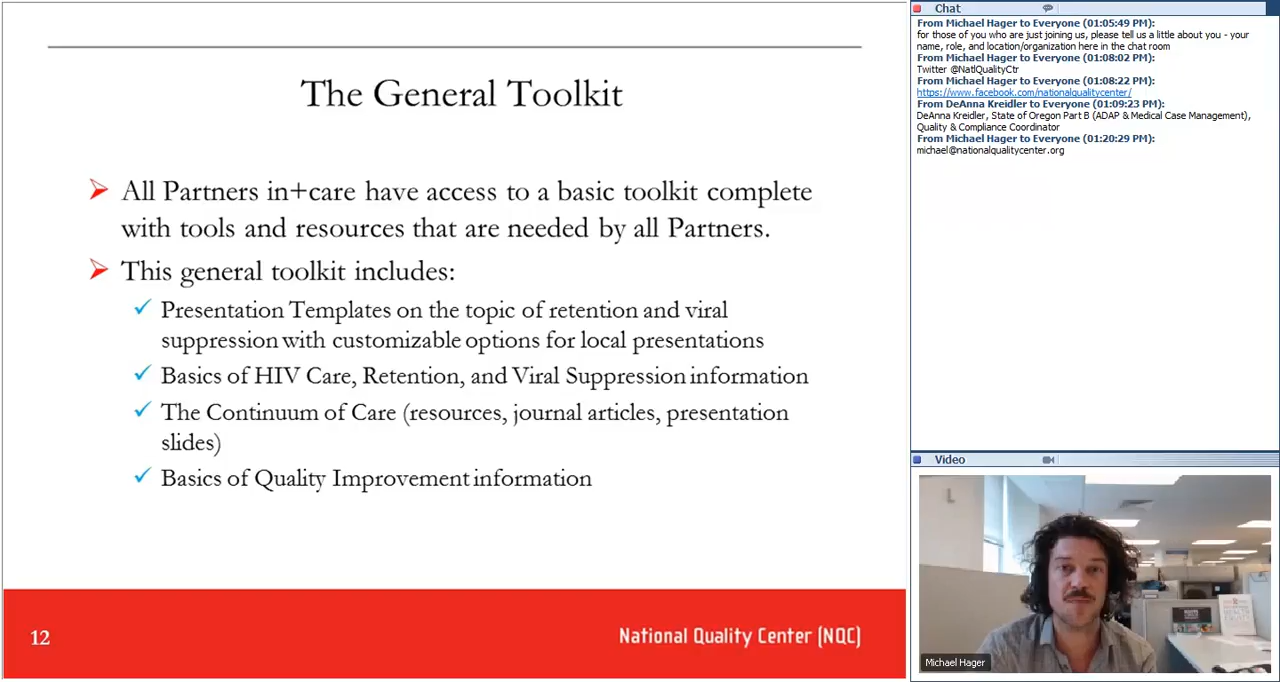 The General Toolkit
All Partners in+care have access to a basic toolkit complete
with tools and resources that are needed by all Partners.
This general toolkit includes:
Presentation Templates on the topic of retention and viral
suppression with customizable options for local presentations
Basics of HIV Care, Retention, and Viral Suppression information
The Continuum of Care (resources, journal articles, presentation
slides)
Basics of Quality Improvement information
12
National Quality Center (NQC)
Chat
From Michael Hager to Everyone (01:05:49 PM):
for those of you who are just joining us, please tell us a little about you - your
name, role, and location/organization here in the chat room
From Michael Hager to Everyone (01:08:02 PM):
Twitter @NatlQualityCtr
From Michael Hager to Everyone (01:08:22 PM):
https://www.facebook.com/nationalqualitycenter/
From DeAnna Kreidler to Everyone (01:09:23 PM):
DeAnna Kreidler, State of Oregon Part B (ADAP & Medical Case Management),
Quality & Compliance Coordinator
From Michael Hager to Everyone (01:20:29 PM):
michael@nationalqualitycenter.org
Video
Michael Hager